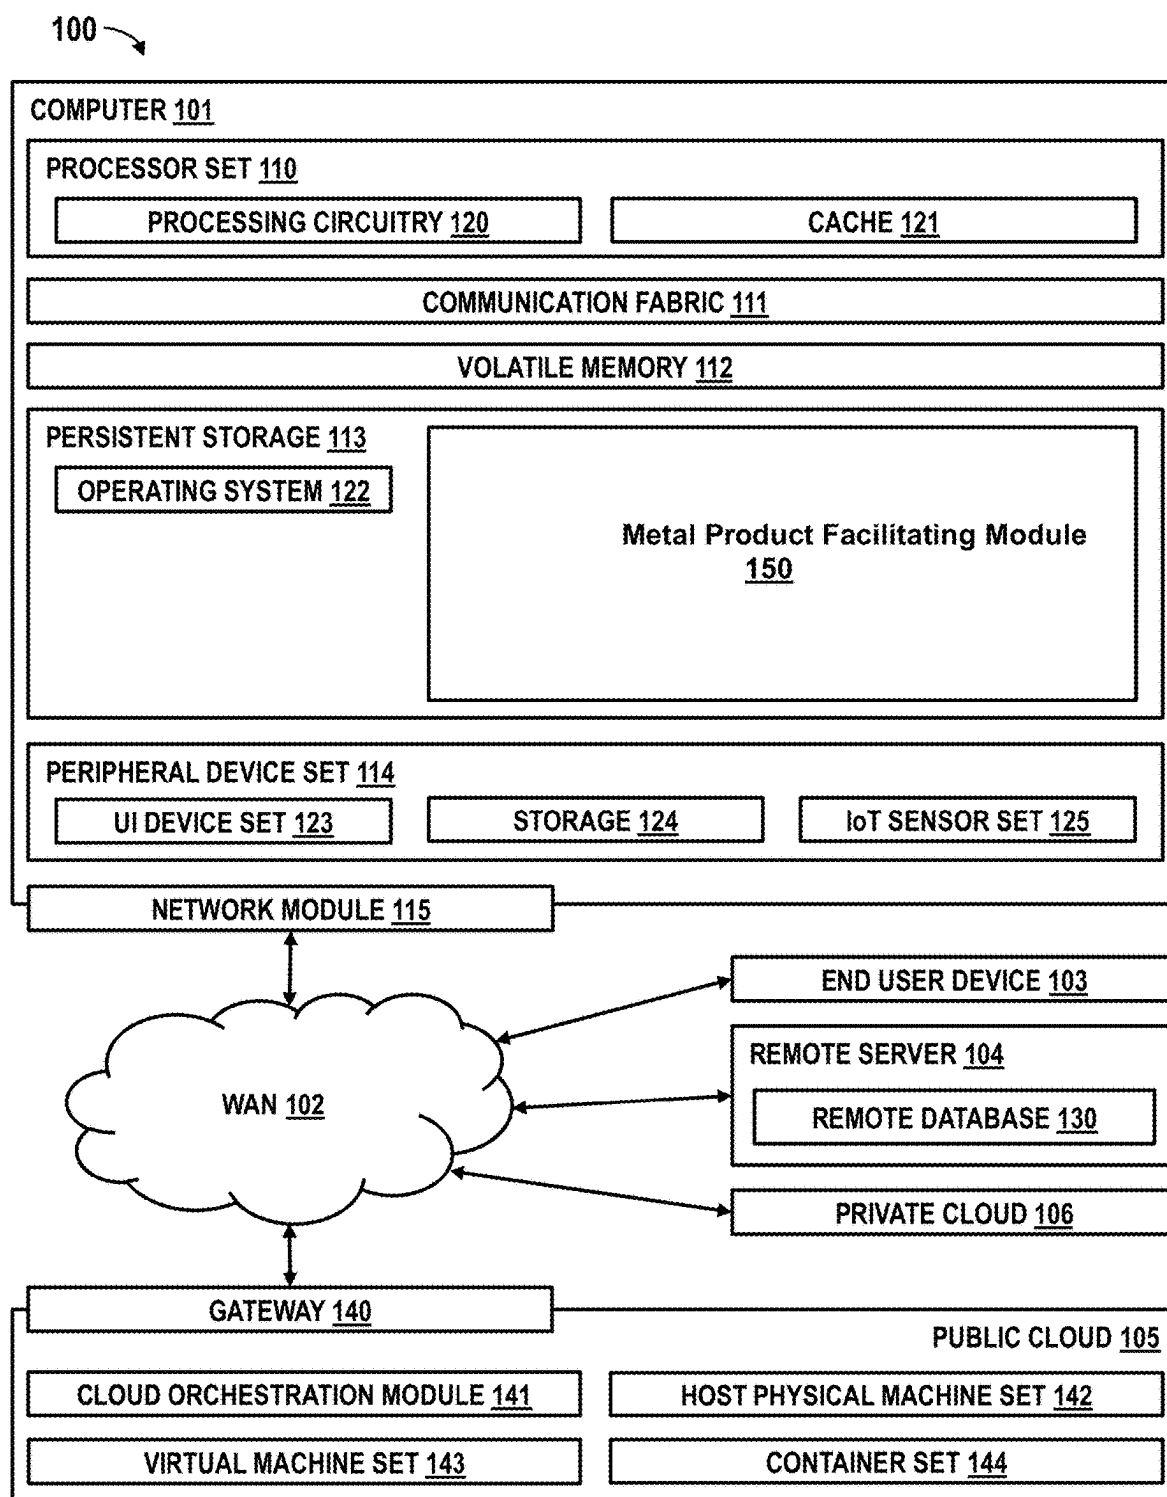 100
COMPUTER 101
PROCESSOR SET 110
PROCESSING CIRCUITRY 120
CACHE 121
COMMUNICATION FABRIC 111
VOLATILE MEMORY 112
PERSISTENT STORAGE 113
OPERATING SYSTEM 122
Metal Product Facilitating Module
150
PERIPHERAL DEVICE SET 114
UI DEVICE SET 123
STORAGE 124
IoT SENSOR SET 125
NETWORK MODULE 115
END USER DEVICE 103
REMOTE SERVER 104
WAN 102
REMOTE DATABASE 130
PRIVATE CLOUD 106
GATEWAY 140
PUBLIC CLOUD 105
CLOUD ORCHESTRATION MODULE 141
HOST PHYSICAL MACHINE SET 142
VIRTUAL MACHINE SET 143
CONTAINER SET 144